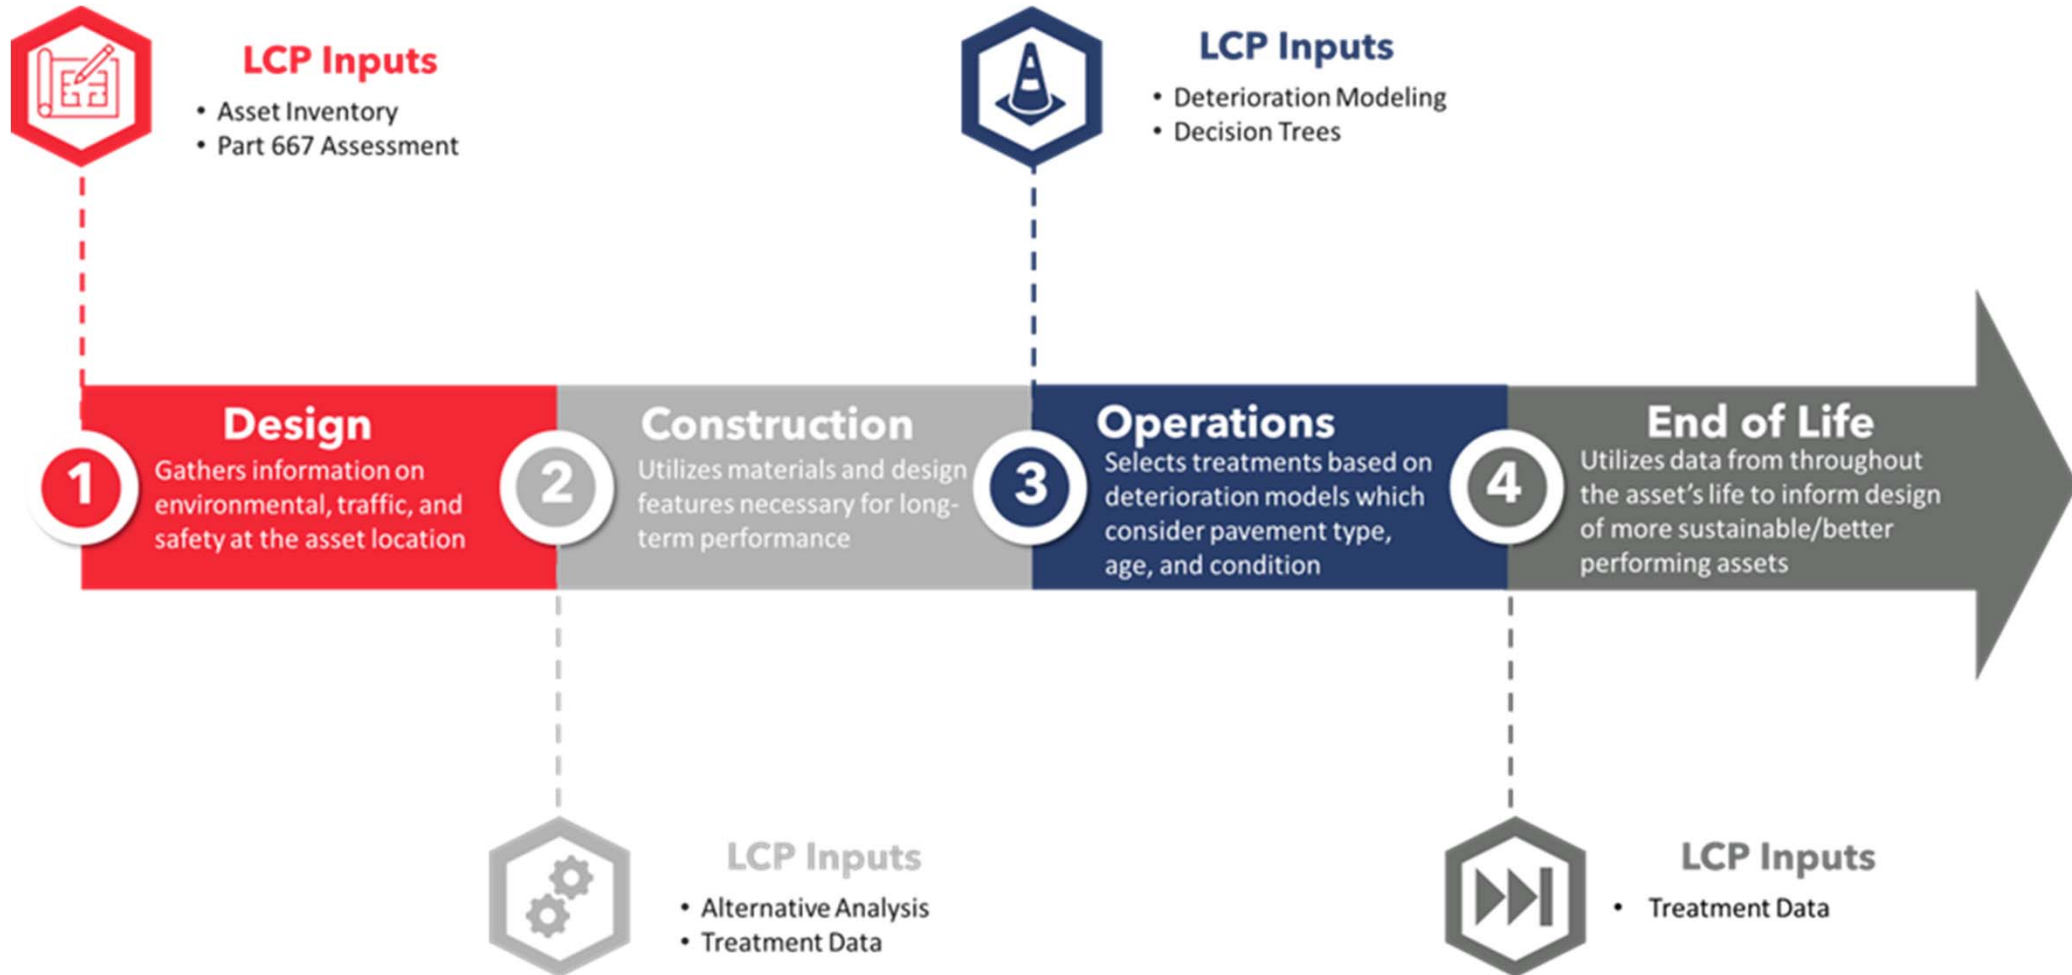 LCP Inputs
• Asset Inventory
• Part 667 Assessment
LCP Inputs
• Deterioration Modeling
• Decision Trees
1
Design
Gathers information on
environmental, traffic, and
safety at the asset location
2
Construction
Utilizes materials and design
features necessary for long-
term performance
3
Operations
Selects treatments based on
deterioration models which
consider pavement type,
age, and condition
4
End of Life
Utilizes data from throughout
the asset's life to inform design
of more sustainable/better
performing assets
LCP Inputs
• Alternative Analysis
• Treatment Data
LCP Inputs
• Treatment Data